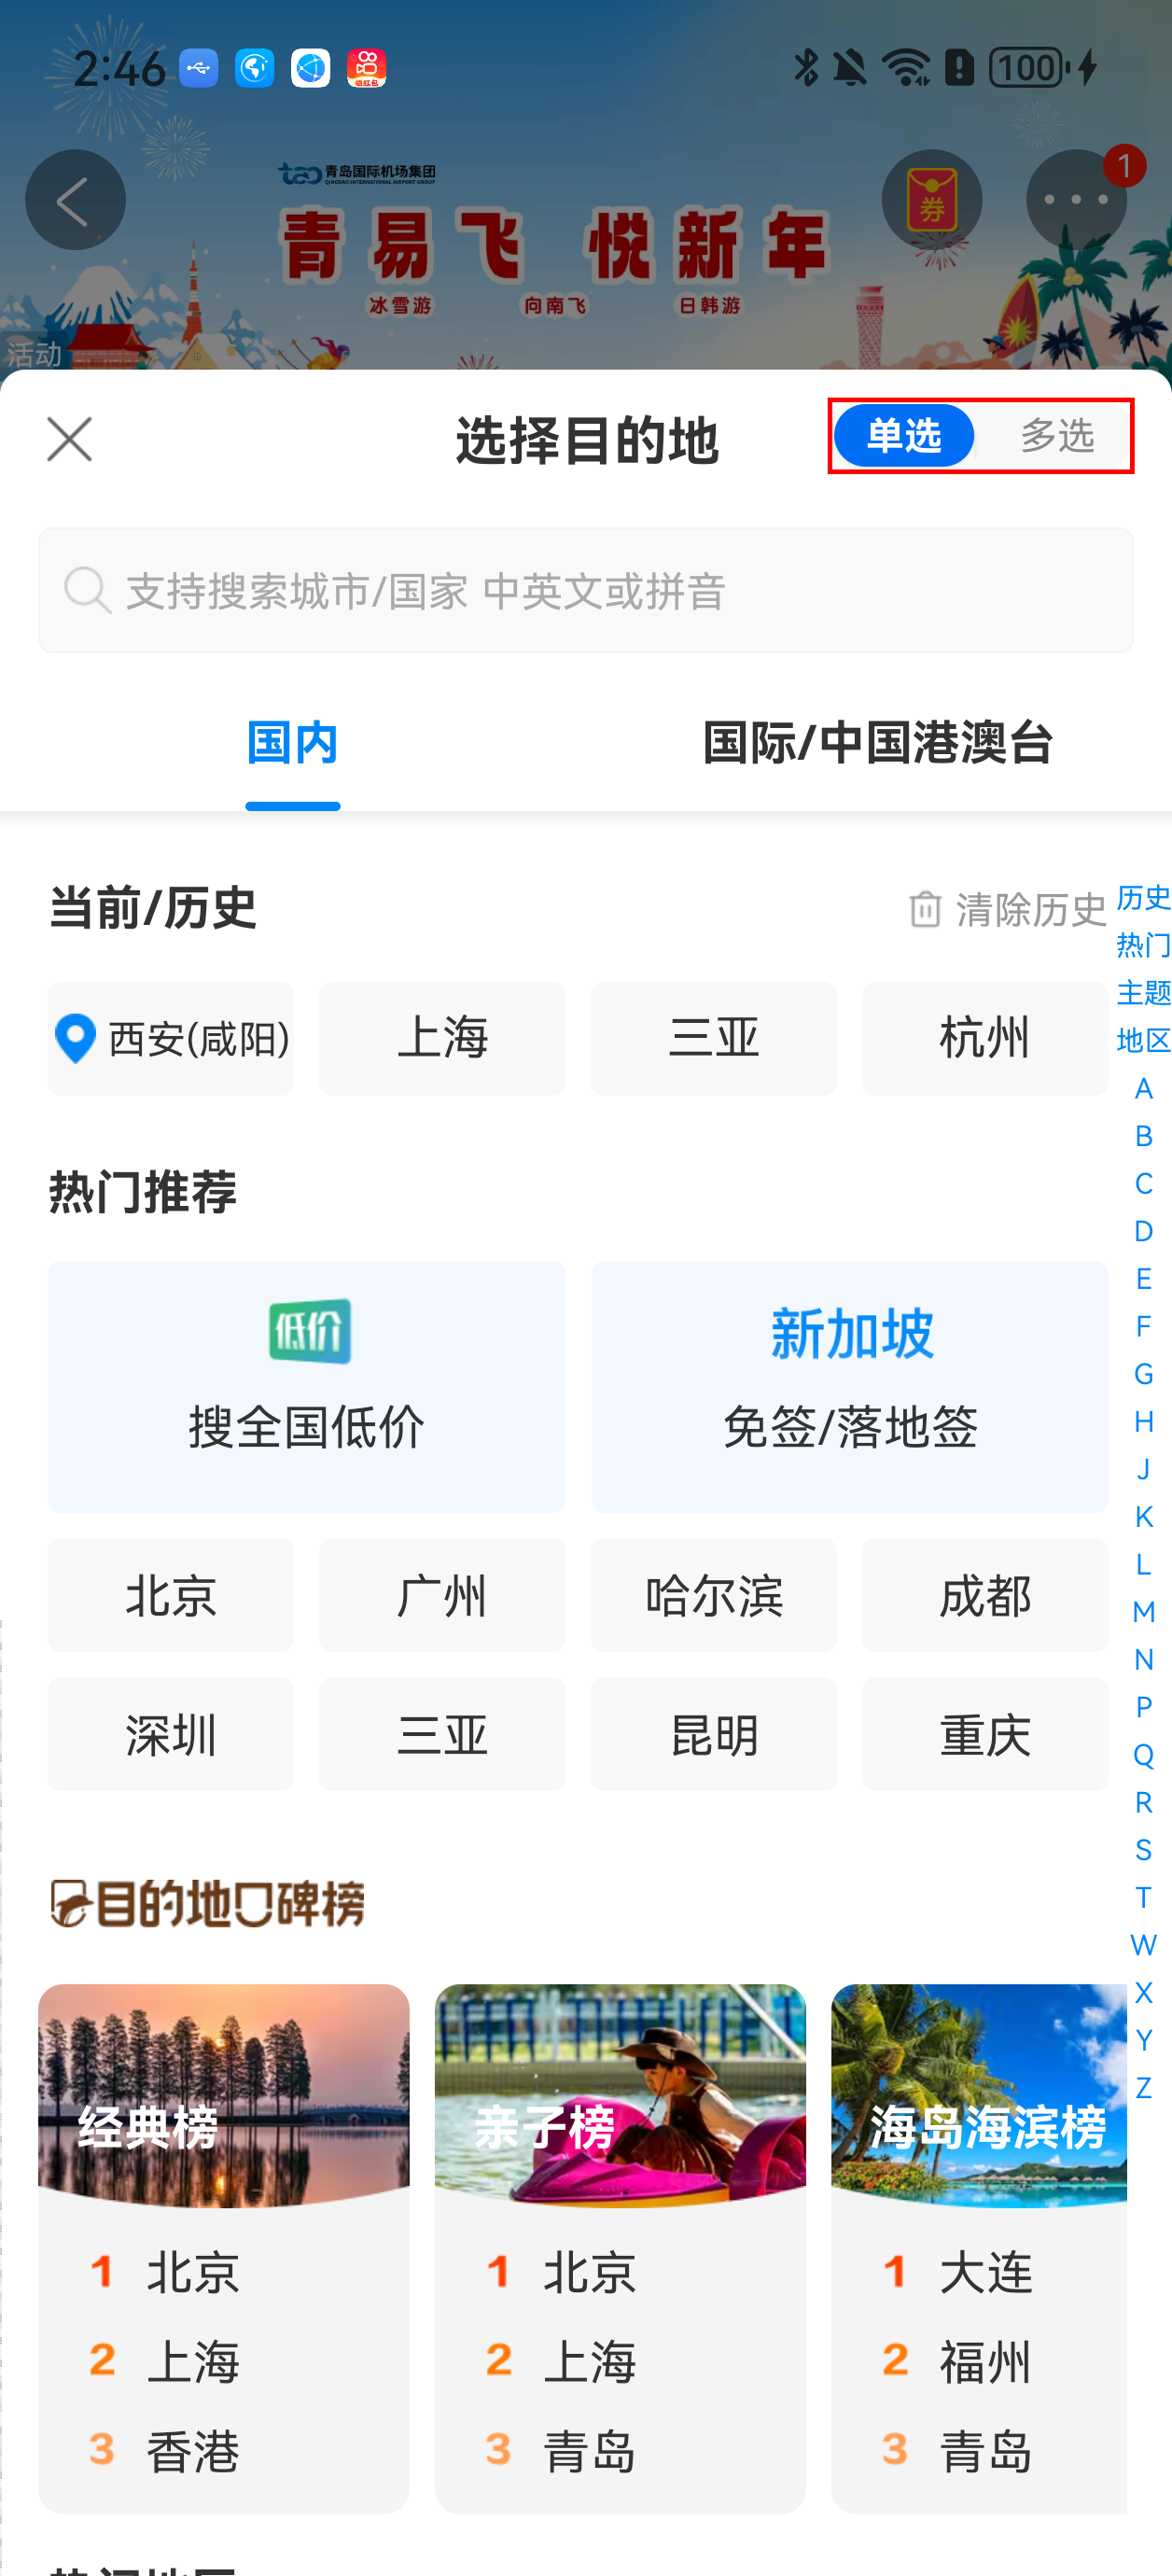 2:46
领红包
100
青岛国际机场集团
QINGDAO INTERNATIONAL AIRPORT GROUP
券
1
青易飞 悦新年
冰雪游 向南飞 日韩游
活动
选择目的地
单选 多选
支持搜索城市/国家 中英文或拼音
国内 国际/中国港澳台
当前/历史 清除历史
西安(咸阳) 上海 三亚 杭州
热门推荐
低价 新加坡
搜全国低价 免签/落地签
北京 广州 哈尔滨 成都
深圳 三亚 昆明 重庆
目的地口碑榜
经典榜 亲子榜 海岛海滨榜
1 北京 1 北京 1 大连
2 上海 2 上海 2 福州
3 香港 3 青岛 3 青岛
热门地区
历史
热门
主题
地区
A
B
C
D
E
F
G
H
J
K
L
M
N
P
Q
R
S
T
W
X
Y
Z